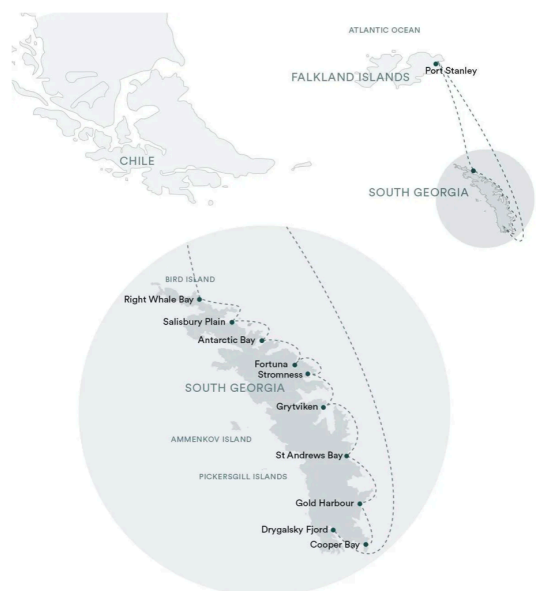 ATLANTIC OCEAN
FALKLAND ISLANDS
Port Stanley
CHILE
SOUTH GEORGIA
BIRD ISLAND
Right Whale Bay
Salisbury Plain
Antarctic Bay
Fortuna
Stromness
SOUTH GEORGIA
Grytviken
AMMENKOV ISLAND
St Andrews Bay
PICKERSGILL ISLANDS
Gold Harbour
Drygalsky Fjord
Cooper Bay